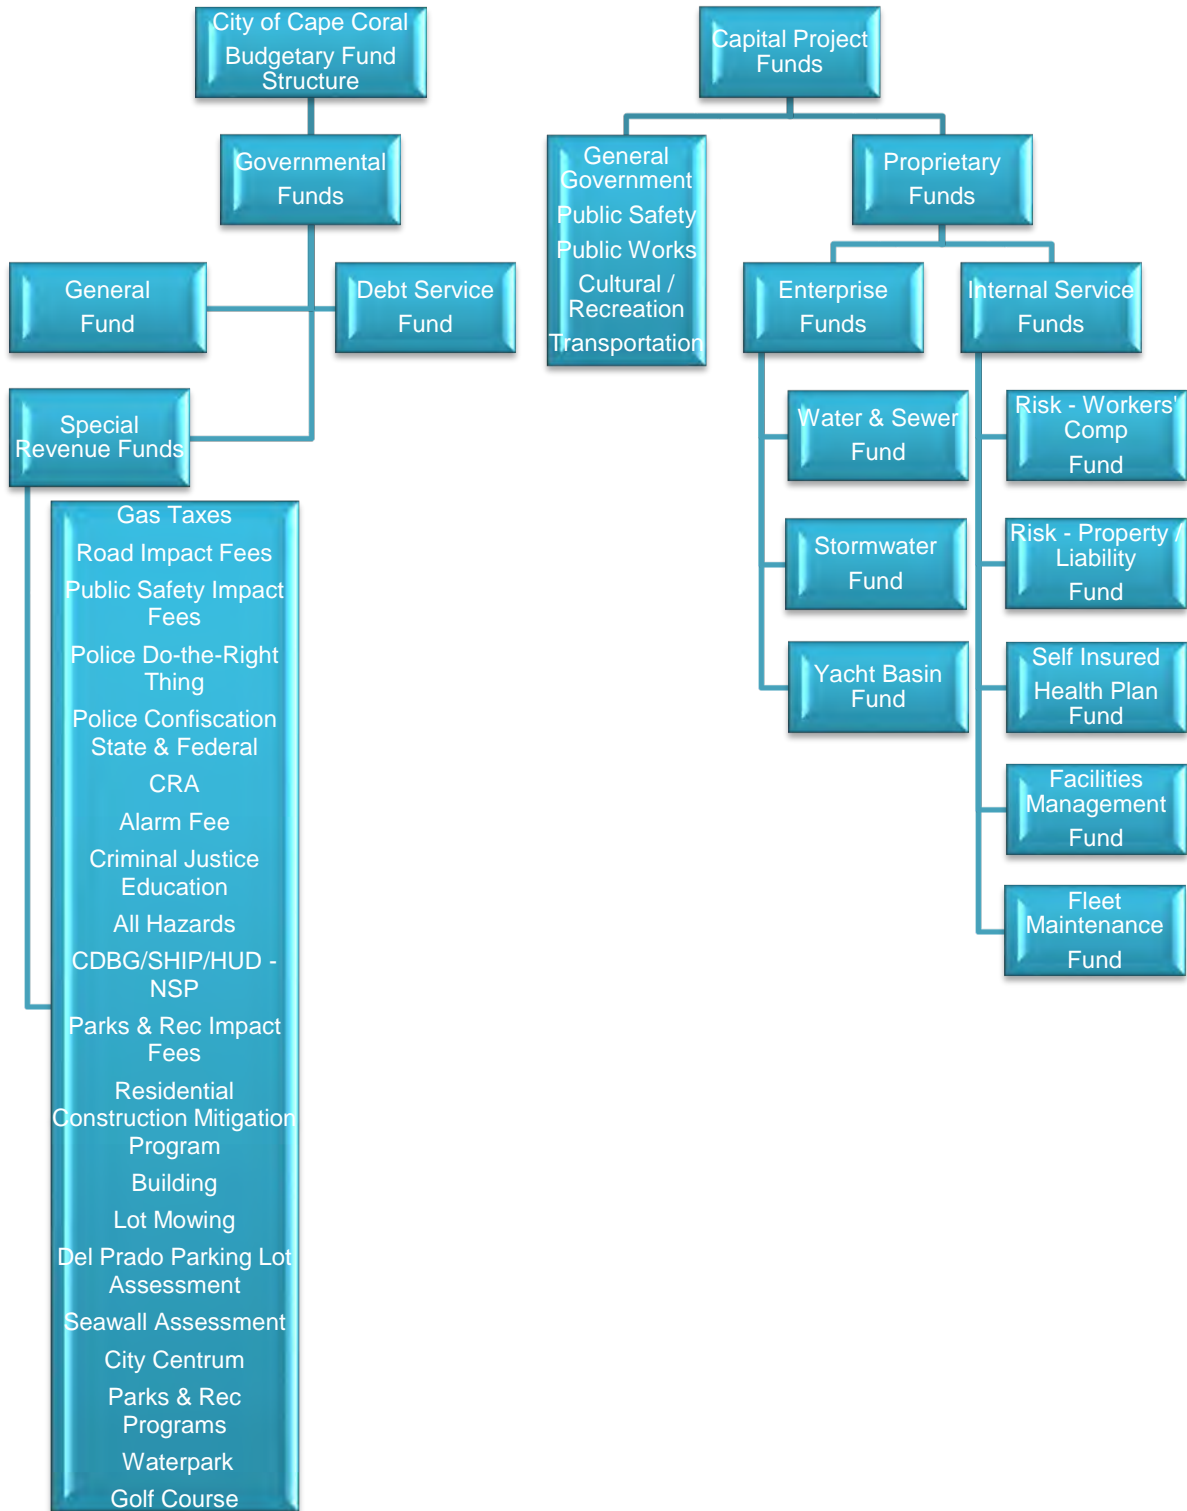 City of Cape Coral
Budgetary Fund
Structure
Governmental
Funds
General
Fund
Debt Service
Fund
Special
Revenue Funds
Gas Taxes
Road Impact Fees
Public Safety Impact
Fees
Police Do-the-Right
Thing
Police Confiscation
State & Federal
CRA
Alarm Fee
Criminal Justice
Education
All Hazards
CDBG/SHIP/HUD -
NSP
Parks & Rec Impact
Fees
Residential
Construction Mitigation
Program
Building
Lot Mowing
Del Prado Parking Lot
Assessment
Seawall Assessment
City Centrum
Parks & Rec
Programs
Waterpark
Golf Course
Capital Project
Funds
General
Government
Public Safety
Public Works
Cultural /
Recreation
Transportation
Proprietary
Funds
Enterprise
Funds
Water & Sewer
Fund
Stormwater
Fund
Yacht Basin
Fund
Internal Service
Funds
Risk - Workers'
Comp
Fund
Risk - Property /
Liability
Fund
Self Insured
Health Plan
Fund
Facilities
Management
Fund
Fleet
Maintenance
Fund